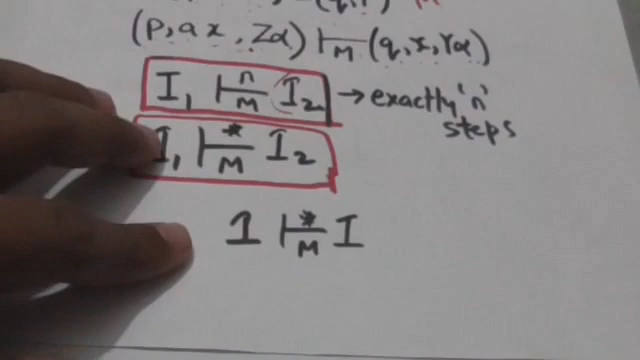 (p, ax, Zα) ⊢M (q, x, γα)
I₁ ⊢ⁿM I₂ → exactly 'n' steps
I₁ ⊢*M I₂
I ⊢*M I